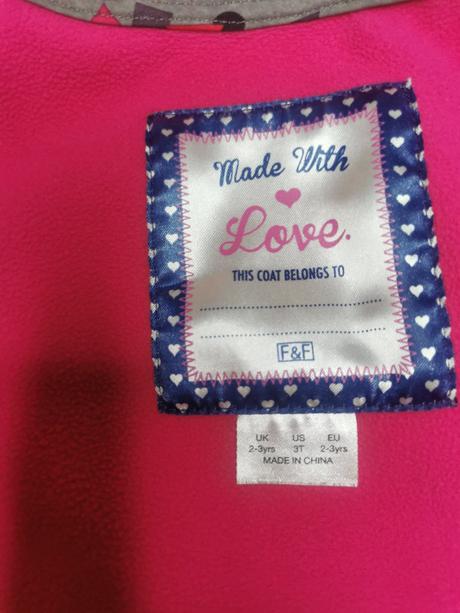 Made With
Love.
THIS COAT BELONGS TO
F&F
UK US EU
2-3yrs 3T 2-3yrs
MADE IN CHINA